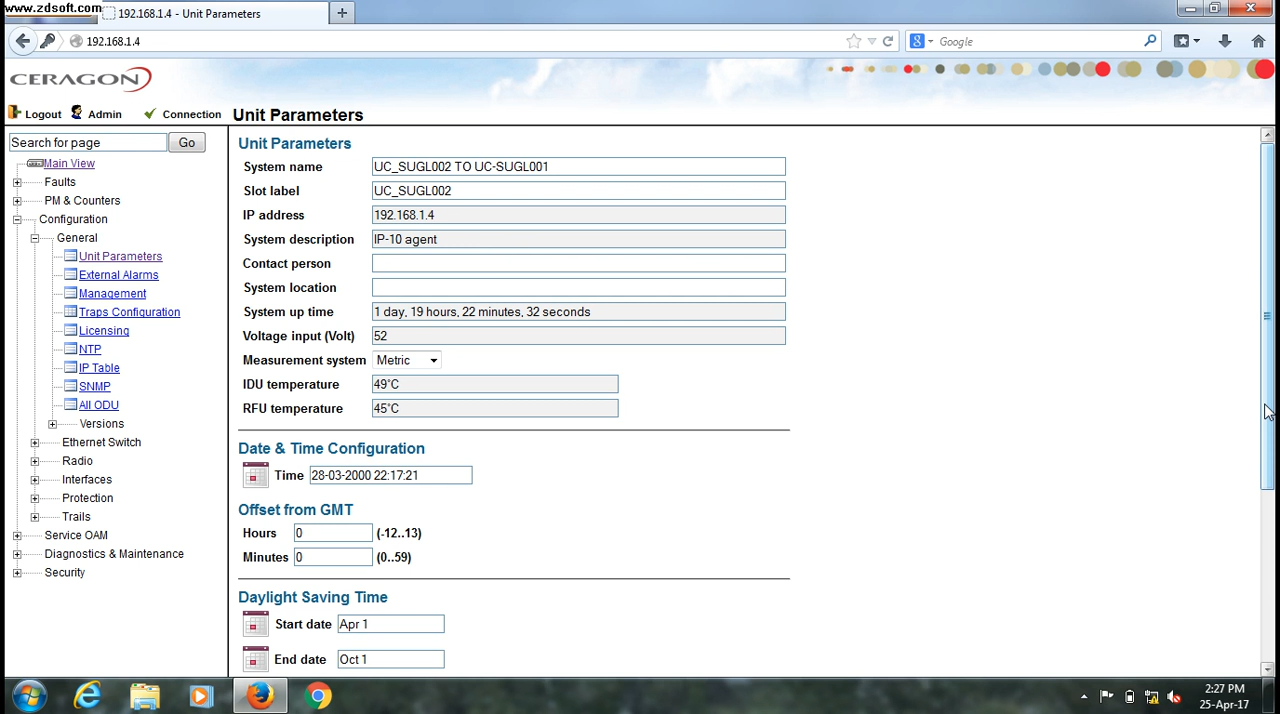 www.zdsoft.com
192.168.1.4 - Unit Parameters
192.168.1.4
Google
CERAGON
Logout Admin Connection Unit Parameters
Search for page Go
Main View
Faults
PM & Counters
Configuration
General
Unit Parameters
External Alarms
Management
Traps Configuration
Licensing
NTP
IP Table
SNMP
All ODU
Versions
Ethernet Switch
Radio
Interfaces
Protection
Trails
Service OAM
Diagnostics & Maintenance
Security
Unit Parameters
System name UC_SUGL002 TO UC-SUGL001
Slot label UC_SUGL002
IP address 192.168.1.4
System description IP-10 agent
Contact person
System location
System up time 1 day, 19 hours, 22 minutes, 32 seconds
Voltage input (Volt) 52
Measurement system Metric
IDU temperature 49°C
RFU temperature 45°C
Date & Time Configuration
Time 28-03-2000 22:17:21
Offset from GMT
Hours 0 (-12..13)
Minutes 0 (0..59)
Daylight Saving Time
Start date Apr 1
End date Oct 1
2:27 PM
25-Apr-17